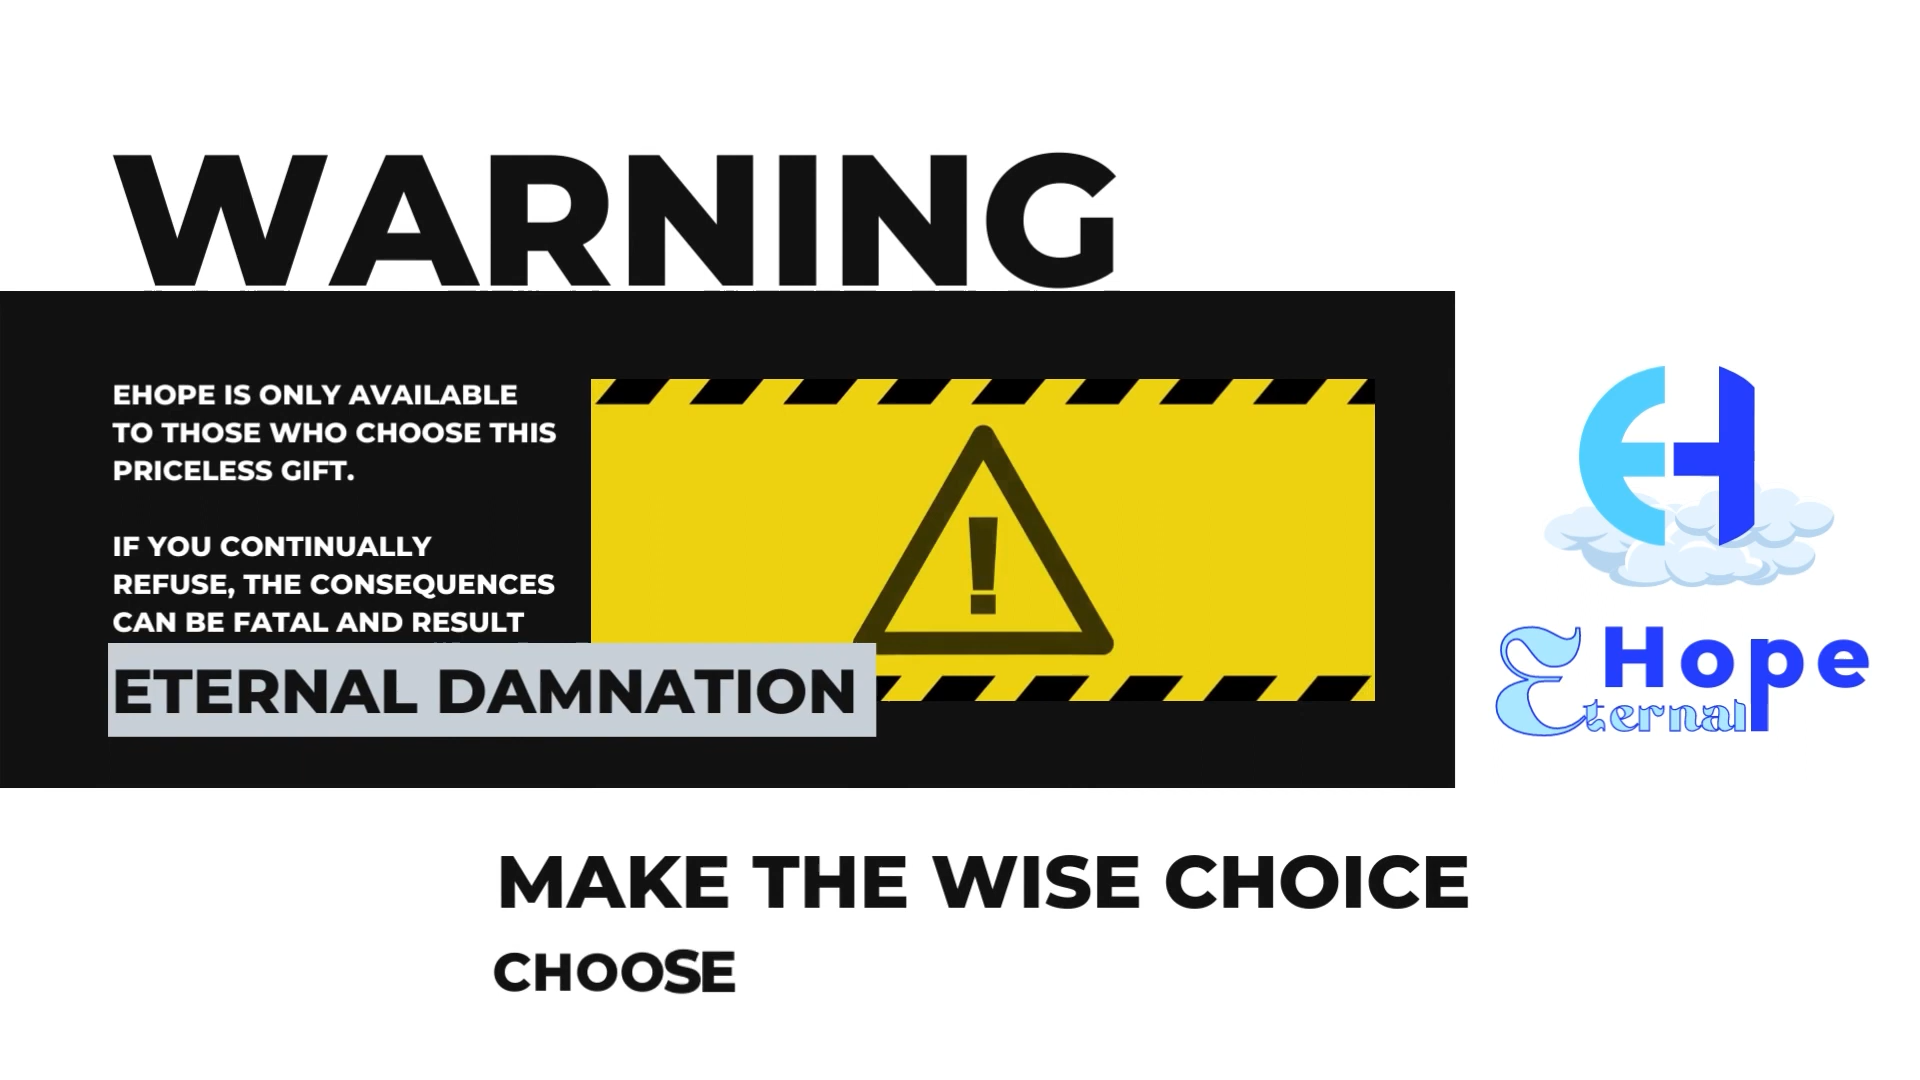 WARNING
EHOPE IS ONLY AVAILABLE
TO THOSE WHO CHOOSE THIS
PRICELESS GIFT.
IF YOU CONTINUALLY
REFUSE, THE CONSEQUENCES
CAN BE FATAL AND RESULT
ETERNAL DAMNATION
!
EH
Hope
Eternal
MAKE THE WISE CHOICE
CHOOSE